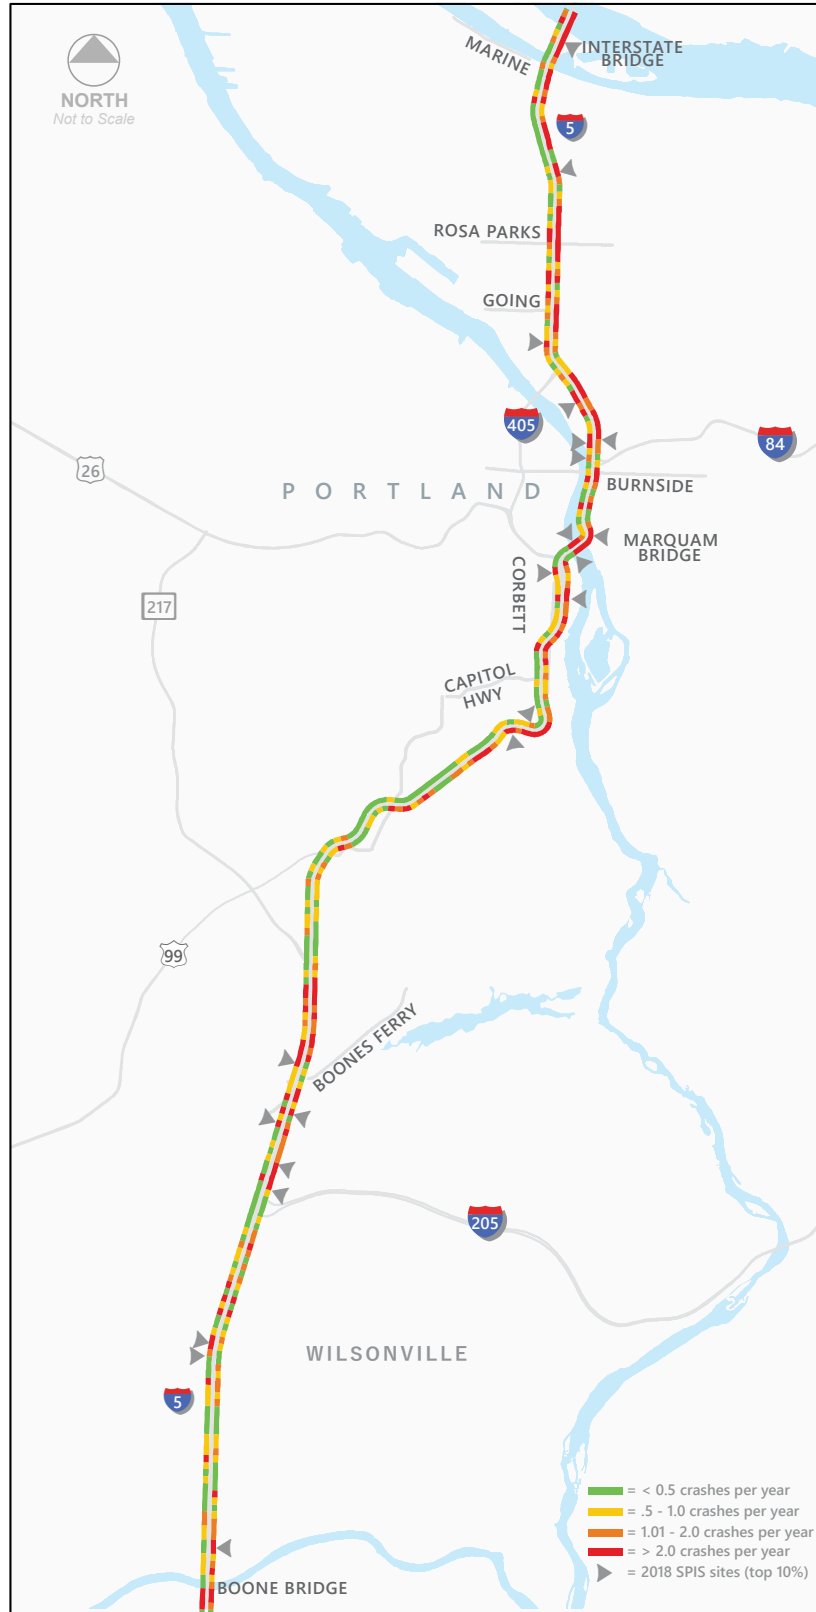 MARINE
INTERSTATE
BRIDGE
NORTH
Not to Scale
5
ROSA PARKS
GOING
405
84
26
PORTLAND
BURNSIDE
MARQUAM
BRIDGE
CORBETT
217
CAPITOL
HWY
99
BOONES FERRY
205
WILSONVILLE
5
= < 0.5 crashes per year
= .5 - 1.0 crashes per year
= 1.01 - 2.0 crashes per year
= > 2.0 crashes per year
= 2018 SPIS sites (top 10%)
BOONE BRIDGE